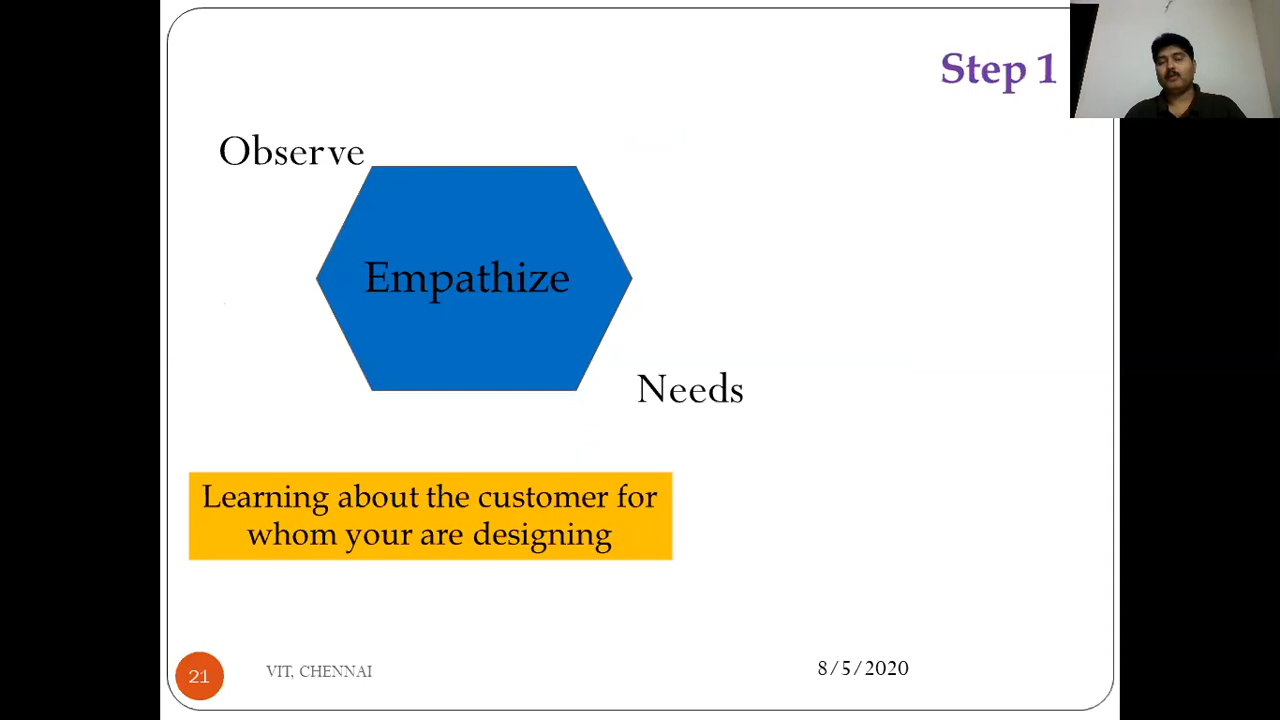 Step 1
Observe
Empathize
Needs
Learning about the customer for
whom your are designing
21
VIT, CHENNAI
8/5/2020